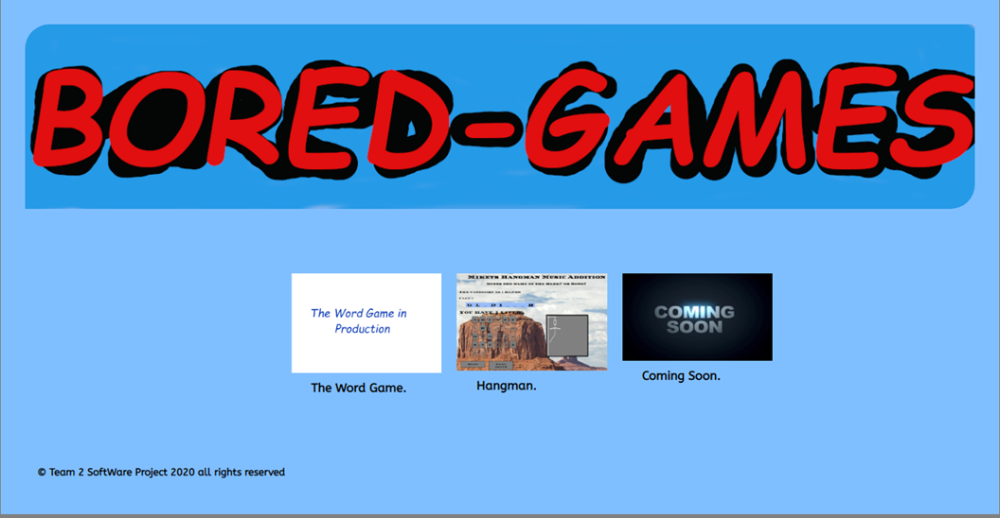 BORED-GAMES
The Word Game in
Production
MIKEYS HANGMAN MUSIC ADDITION
GUESS THE NAME OF THE BAND? OR SONG?
COMING
SOON
The Word Game.
Hangman.
Coming Soon.
© Team 2 SoftWare Project 2020 all rights reserved